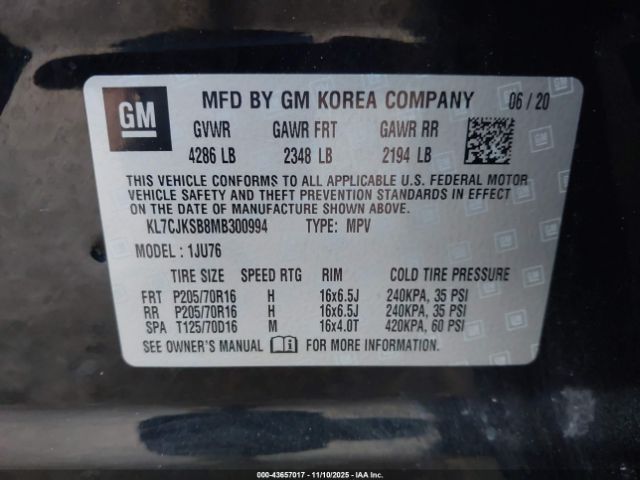 GM MFD BY GM KOREA COMPANY 06 / 20
GVWR GAWR FRT GAWR RR
4286 LB 2348 LB 2194 LB
THIS VEHICLE CONFORMS TO ALL APPLICABLE U.S. FEDERAL MOTOR
VEHICLE SAFETY AND THEFT PREVENTION STANDARDS IN EFFECT
ON THE DATE OF MANUFACTURE SHOWN ABOVE.
KL7CJKSB8MB300994 TYPE: MPV
MODEL : 1JU76
TIRE SIZE SPEED RTG RIM COLD TIRE PRESSURE
FRT P205/70R16 H 16x6.5J 240KPA, 35 PSI
RR P205/70R16 H 16x6.5J 240KPA, 35 PSI
SPA T125/70D16 M 16x4.0T 420KPA, 60 PSI
SEE OWNER'S MANUAL FOR MORE INFORMATION.
000-43657017 - 11/10/2025 - © IAA Inc.